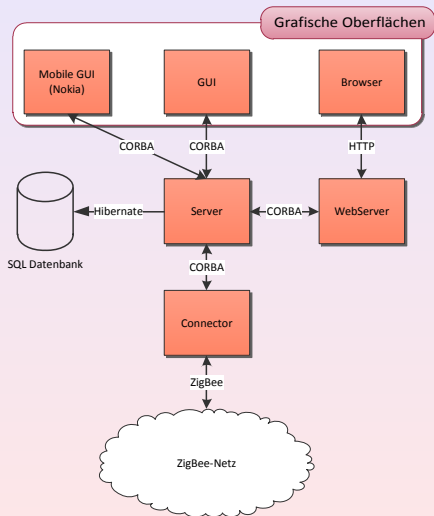 Grafische Oberflächen
Mobile GUI
(Nokia)
GUI
Browser
CORBA
CORBA
HTTP
Server
WebServer
Hibernate
CORBA
SQL Datenbank
CORBA
Connector
ZigBee
ZigBee-Netz